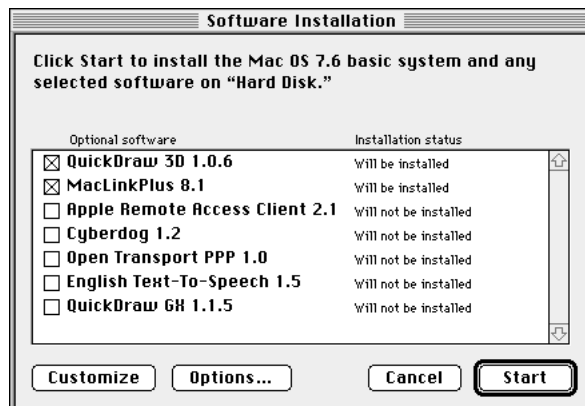 Software Installation
Click Start to install the Mac OS 7.6 basic system and any
selected software on “Hard Disk.”
Optional software Installation status
QuickDraw 3D 1.0.6 Will be installed
MacLinkPlus 8.1 Will be installed
Apple Remote Access Client 2.1 Will not be installed
Cyberdog 1.2 Will not be installed
Open Transport PPP 1.0 Will not be installed
English Text-To-Speech 1.5 Will not be installed
QuickDraw GX 1.1.5 Will not be installed
Customize Options... Cancel Start